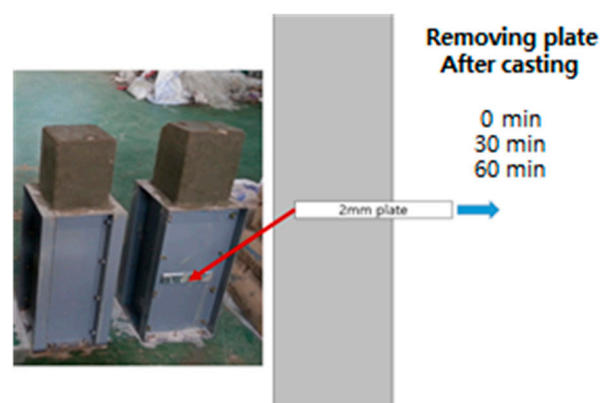 Removing plate
After casting
0 min
30 min
60 min
2mm plate